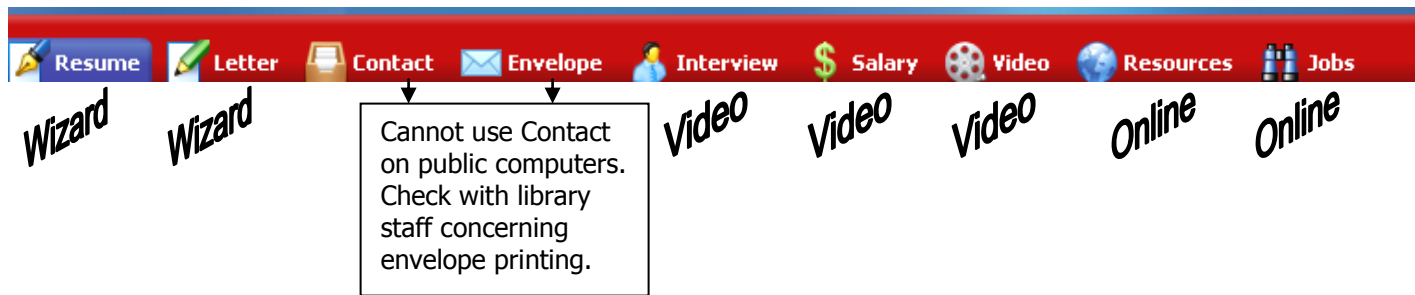 Resume Letter Contact Envelope Interview Salary Video Resources Jobs
Wizard Wizard Video Video Video Online Online
Cannot use Contact
on public computers.
Check with library
staff concerning
envelope printing.